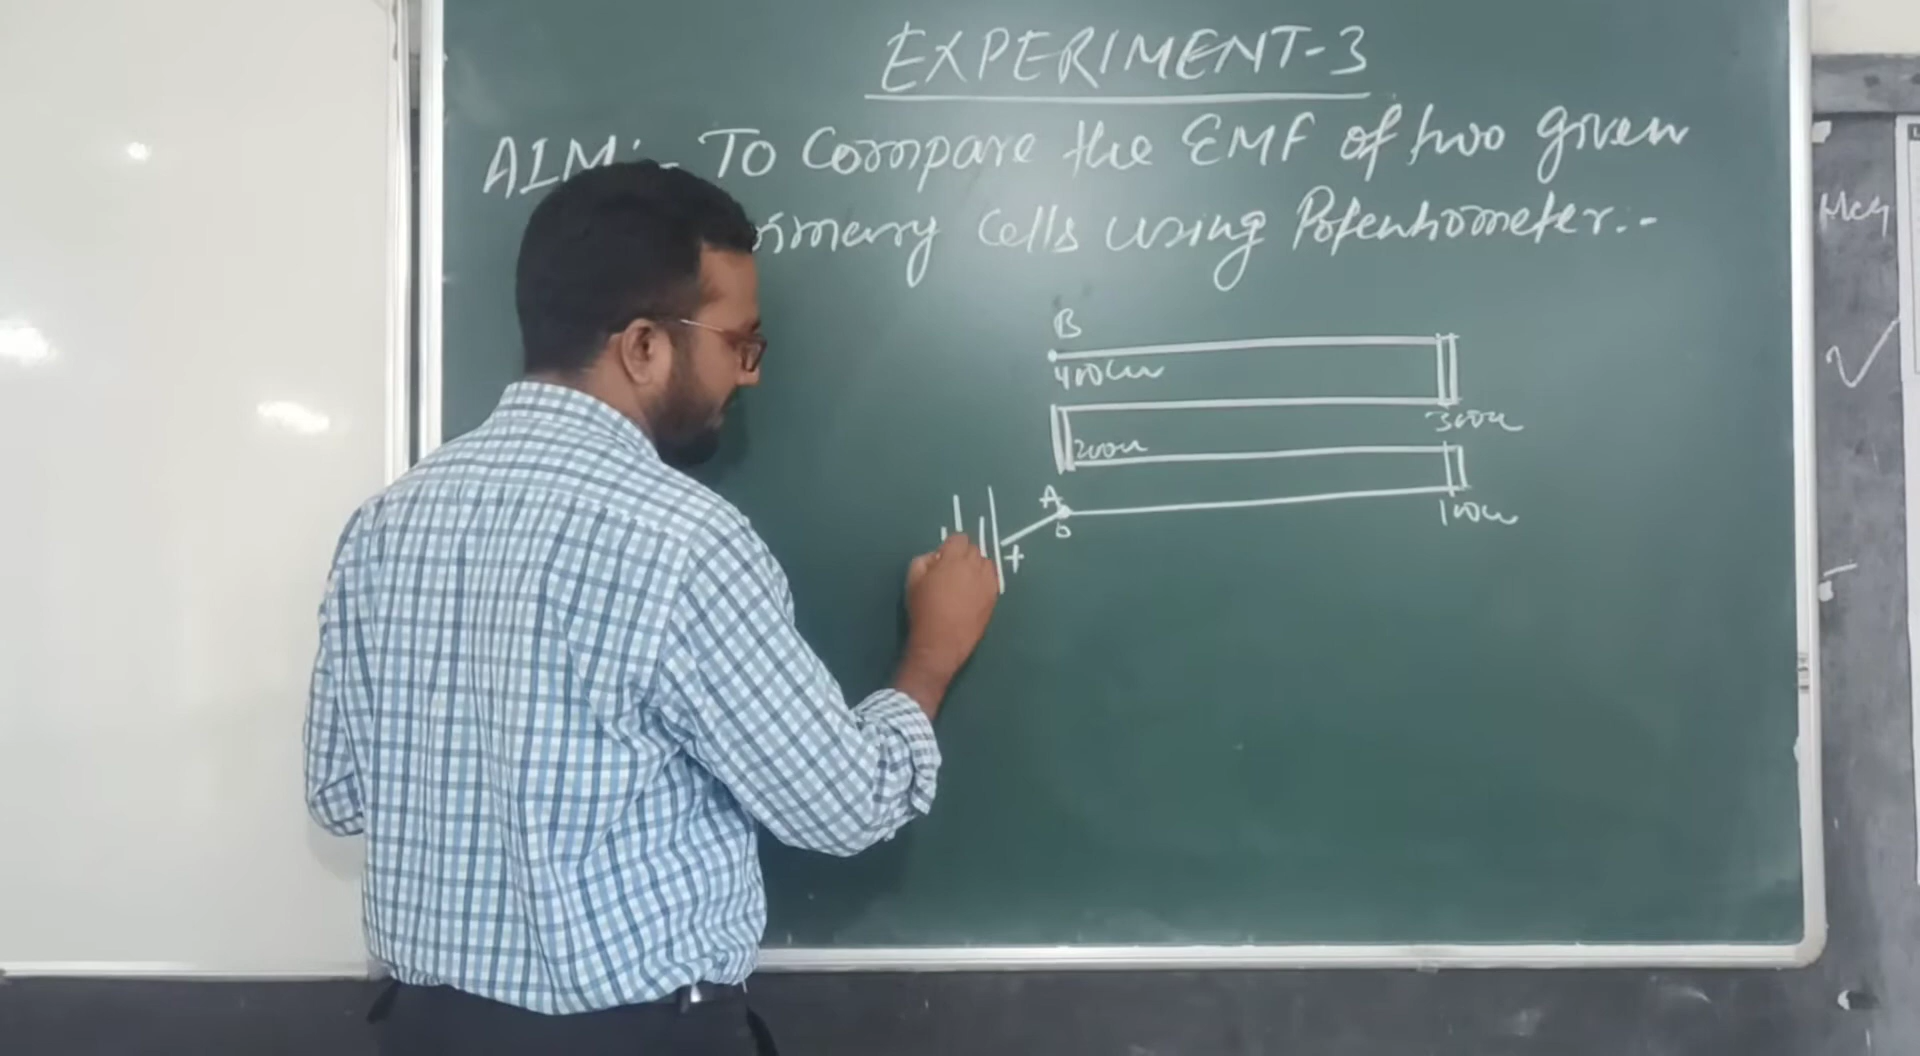 EXPERIMENT-3
AIM:- To Compare the EMF of two given
Cells using Potentiometer.:-
B
400cm
300cm
200cm
A
0
100cm
+